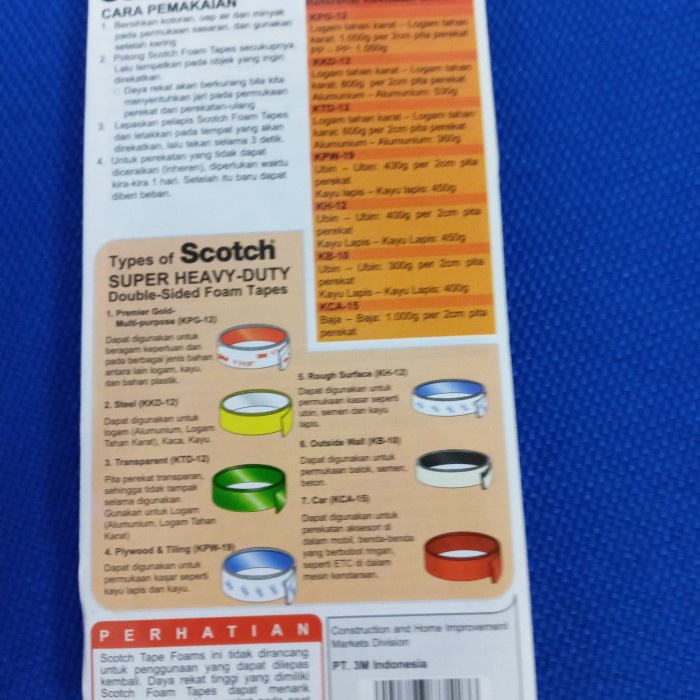 CARA PEMAKAIAN
1. Bersihkan kotoran, uap air dan minyak
pada permukaan sasaran, dan gunakan
setelah kering
2. Potong Scotch Foam Tapes secukupnya.
Lalu tempelkan pada objek yang ingin
direkatkan.
Daya rekat akan berkurang bila kita
menyentuhkan jari pada permukaan
perekat dan perekatan-ulang
3. Lepaskan pelapis Scotch Foam Tapes
dan letakkan pada tempat yang akan
direkatkan, lalu tekan selama 3 detik.
4. Untuk perekatan yang tidak dapat
diceraikan (inheren), diperlukan waktu
kira-kira 1 hari. Setelah itu baru dapat
diberi beban.
KPG-12
Logam tahan karat – Logam tahan
karat: 1.000g per 2cm pita perekat
PP – PP: 1.000g
KKD-12
Logam tahan karat – Logam tahan
karat: 800g per 2cm pita perekat
Alumunium – Alumunium: 530g
KTD-12
Logam tahan karat – Logam tahan
karat: 600g per 2cm pita perekat
Alumunium – Alumunium: 360g
KPW-19
Ubin – Ubin: 430g per 2cm pita
perekat
Kayu lapis – Kayu lapis: 450g
KH-12
Ubin – Ubin: 400g per 2cm pita
perekat
Kayu Lapis – Kayu Lapis: 450g
KB-10
Ubin – Ubin: 300g per 2cm pita
perekat
Kayu Lapis – Kayu Lapis: 400g
KCA-15
Baja – Baja: 1.000g per 2cm pita
perekat
Types of Scotch
SUPER HEAVY-DUTY
Double-Sided Foam Tapes
1. Premier Gold-
Multi-purpose (KPG-12)
Dapat digunakan untuk
beragam keperluan dan
pada berbagai jenis bahan
antara lain logam, kayu,
dan bahan plastik.
2. Steel (KKD-12)
Dapat digunakan untuk
logam (Alumunium, Logam
Tahan Karat), Kaca, Kayu.
3. Transparent (KTD-12)
Pita perekat transparan,
sehingga tidak tampak
selama digunakan.
Gunakan untuk Logam
(Alumunium, Logam Tahan
Karat)
4. Plywood & Tiling (KPW-19)
Dapat digunakan untuk
permukaan kasar seperti
kayu lapis dan kayu.
5. Rough Surface (KH-12)
Dapat digunakan untuk
permukaan kasar seperti
ubin, semen dan kayu
lapis.
6. Outside Wall (KB-10)
Dapat digunakan untuk
permukaan balok, semen,
beton.
7. Car (KCA-15)
Dapat digunakan untuk
perekatan aksesori di
dalam mobil, benda-benda
yang berbobot ringan,
seperti ETC di dalam
mesin kendaraan.
PERHATIAN
Scotch Tape Foams ini tidak dirancang
untuk penggunaan yang dapat dilepas
kembali. Daya rekat tinggi yang dimiliki
Scotch Foam Tapes dapat menarik
Construction and Home Improvement
Markets Division
PT. 3M Indonesia